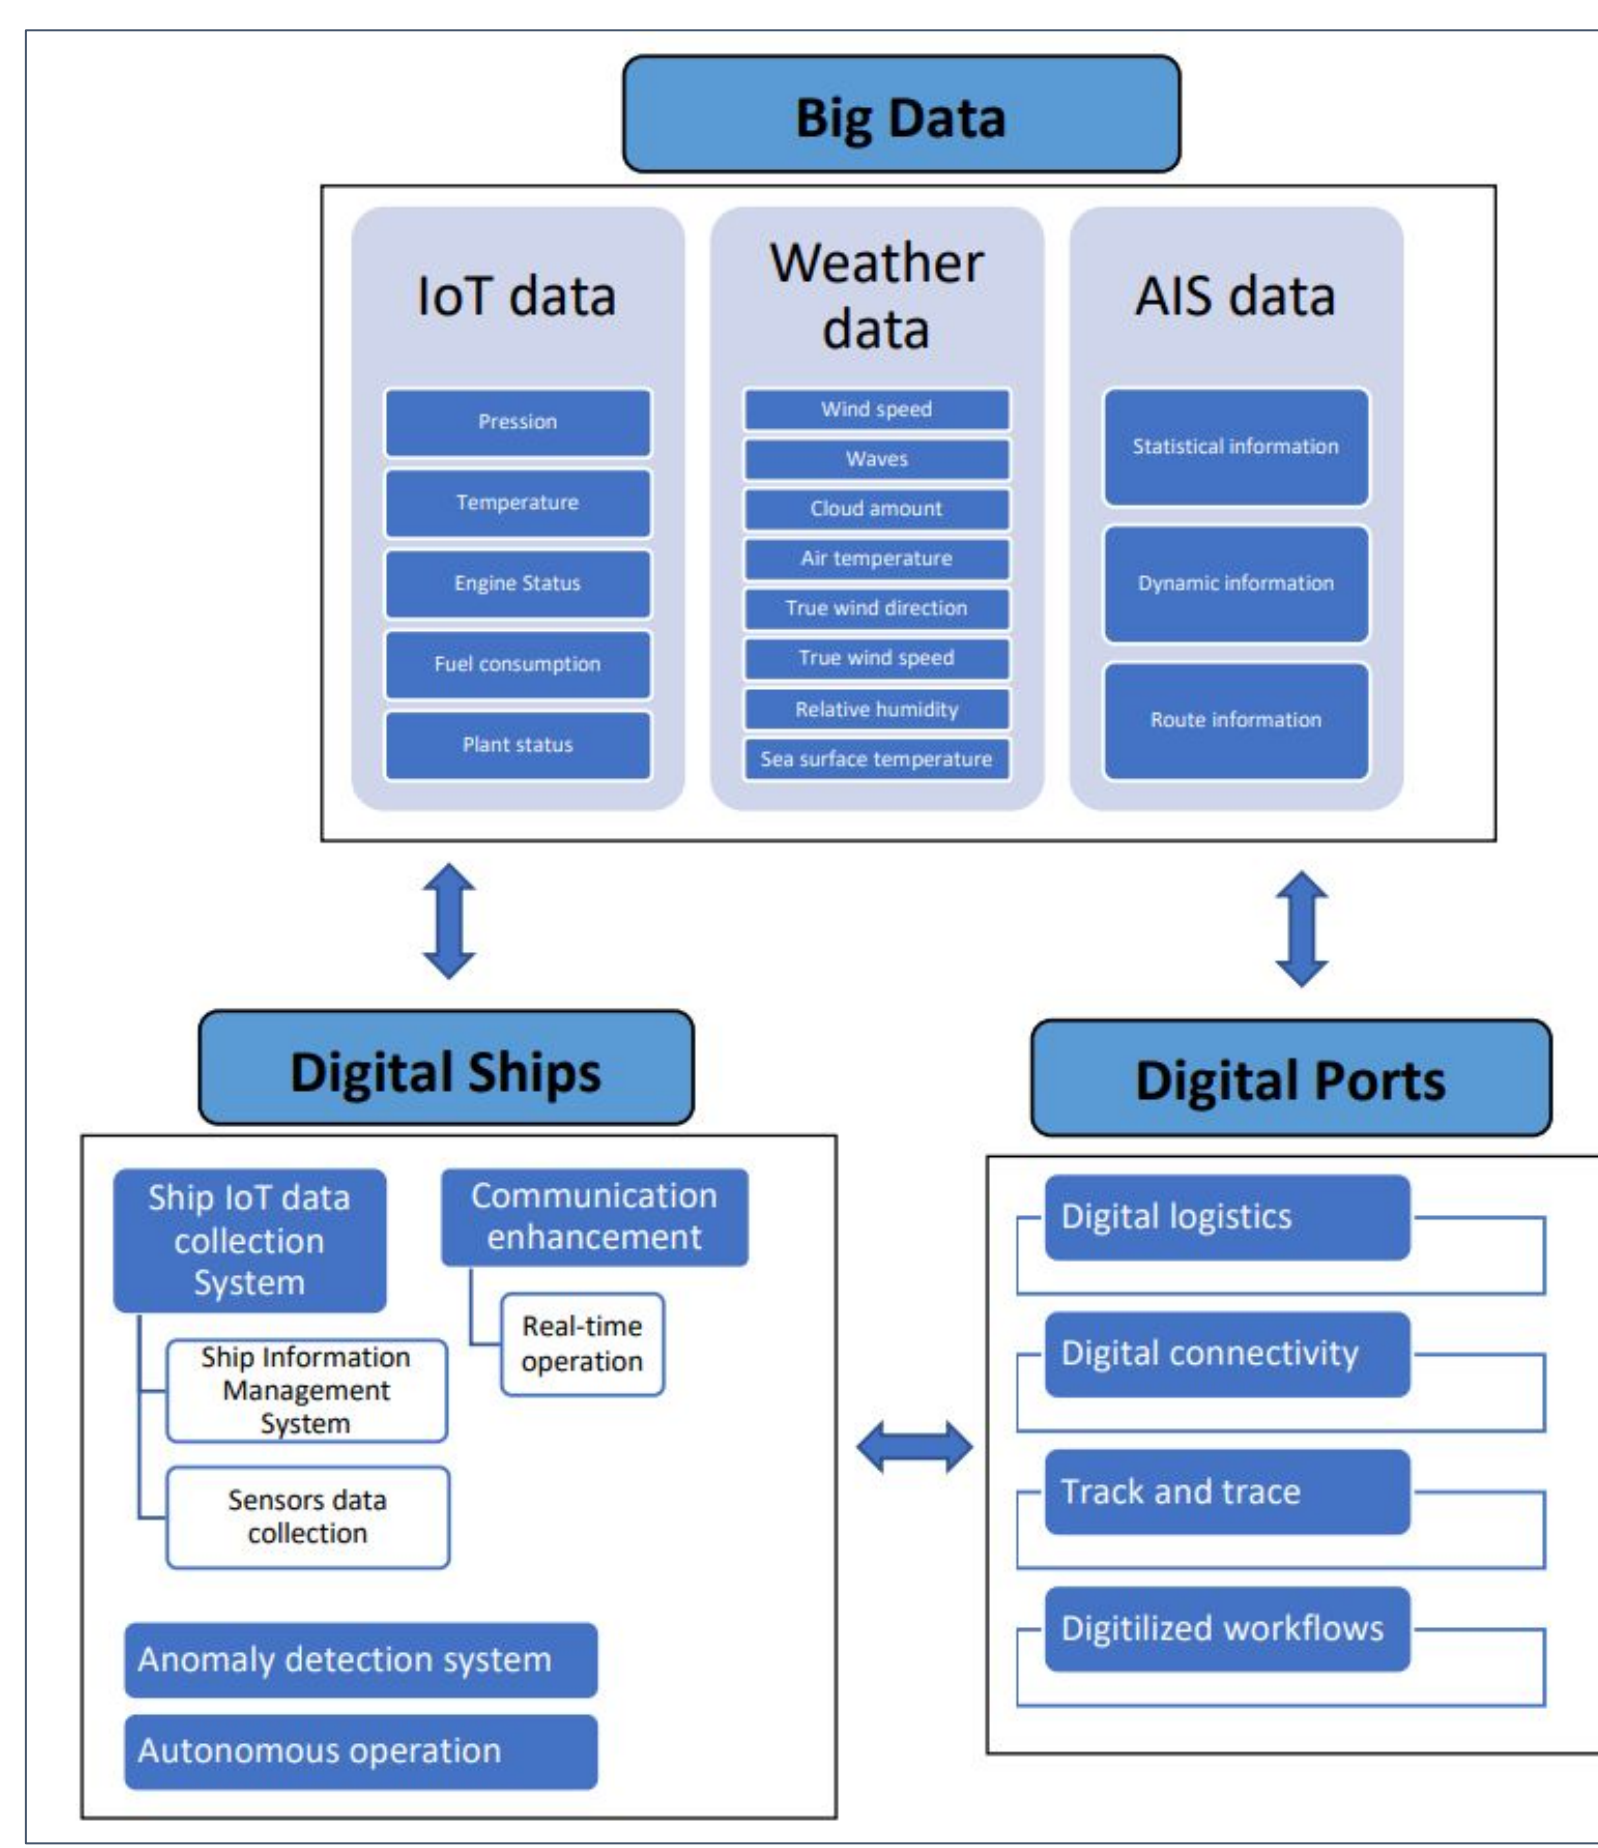 Big Data
IoT data
Pression
Temperature
Engine Status
Fuel consumption
Plant status
Weather
data
Wind speed
Waves
Cloud amount
Air temperature
True wind direction
True wind speed
Relative humidity
Sea surface temperature
AIS data
Statistical information
Dynamic information
Route information
Digital Ships
Ship IoT data
collection
System
Ship Information
Management
System
Sensors data
collection
Communication
enhancement
Real-time
operation
Anomaly detection system
Autonomous operation
Digital Ports
Digital logistics
Digital connectivity
Track and trace
Digitilized workflows